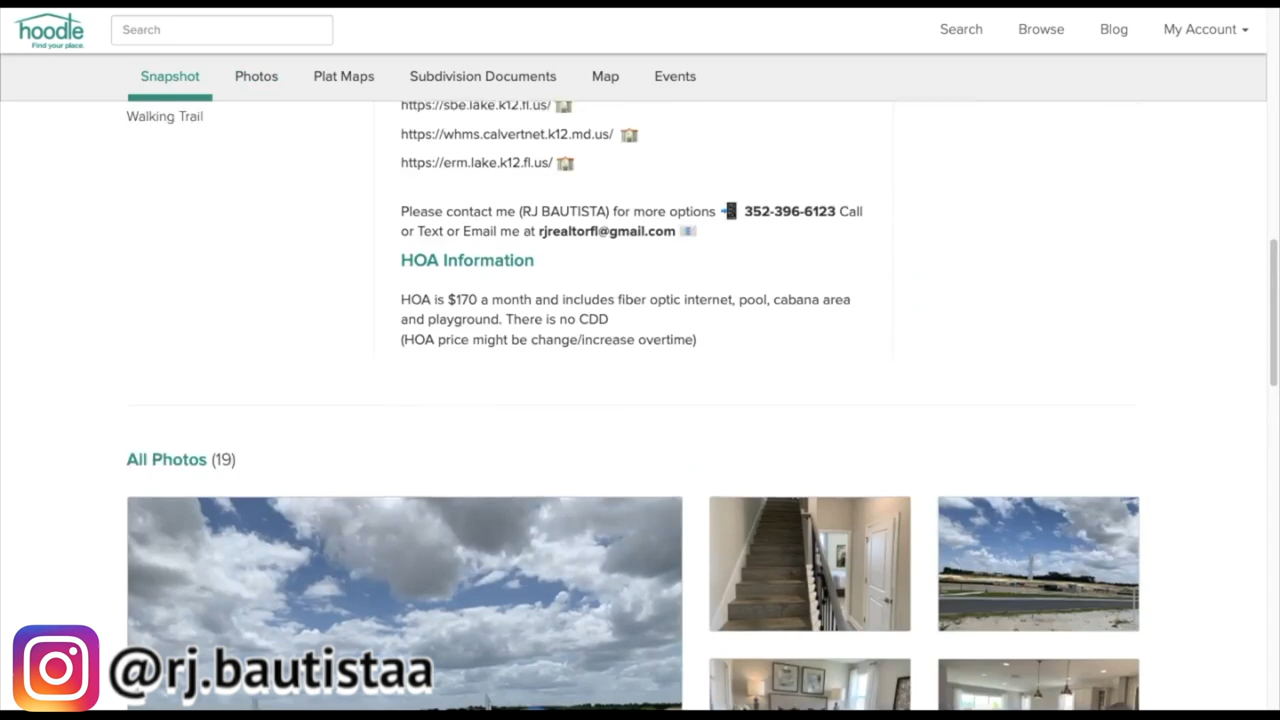 hoodle
Find your place.
Search
Search
Browse
Blog
My Account
Snapshot
Photos
Plat Maps
Subdivision Documents
Map
Events
Walking Trail
https://sbe.lake.k12.fl.us/
https://whms.calvertnet.k12.md.us/
https://erm.lake.k12.fl.us/
Please contact me (RJ BAUTISTA) for more options 352-396-6123 Call
or Text or Email me at rjrealtorfl@gmail.com
HOA Information
HOA is $170 a month and includes fiber optic internet, pool, cabana area
and playground. There is no CDD
(HOA price might be change/increase overtime)
All Photos (19)
@rj.bautistaa